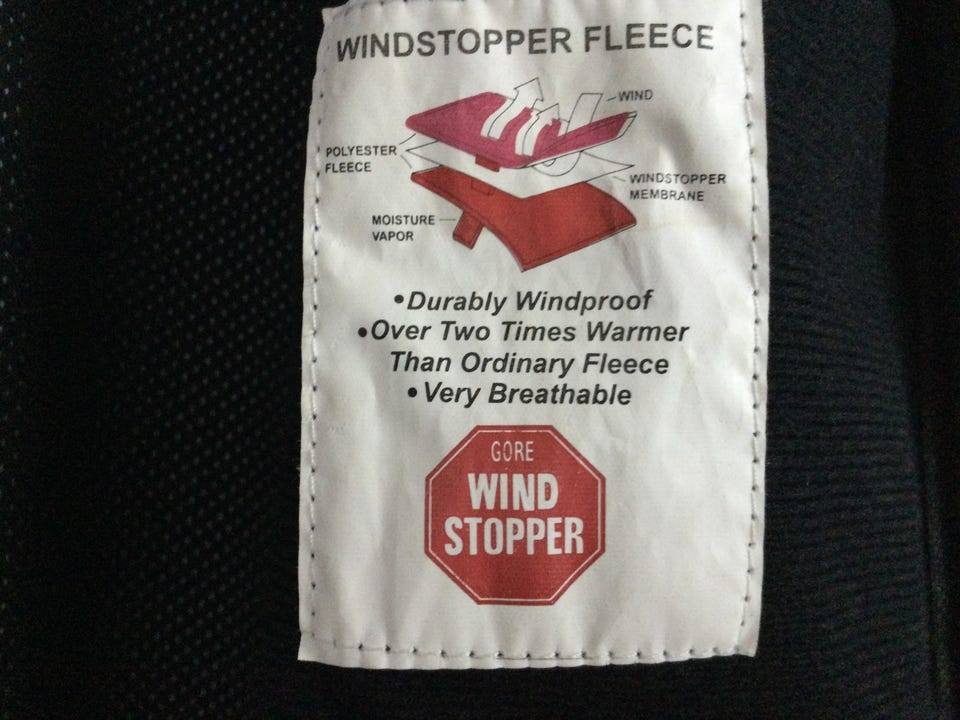 WINDSTOPPER FLEECE
WIND
POLYESTER
FLEECE
WINDSTOPPER
MEMBRANE
MOISTURE
VAPOR
•Durably Windproof
•Over Two Times Warmer
Than Ordinary Fleece
•Very Breathable
GORE
WIND
STOPPER